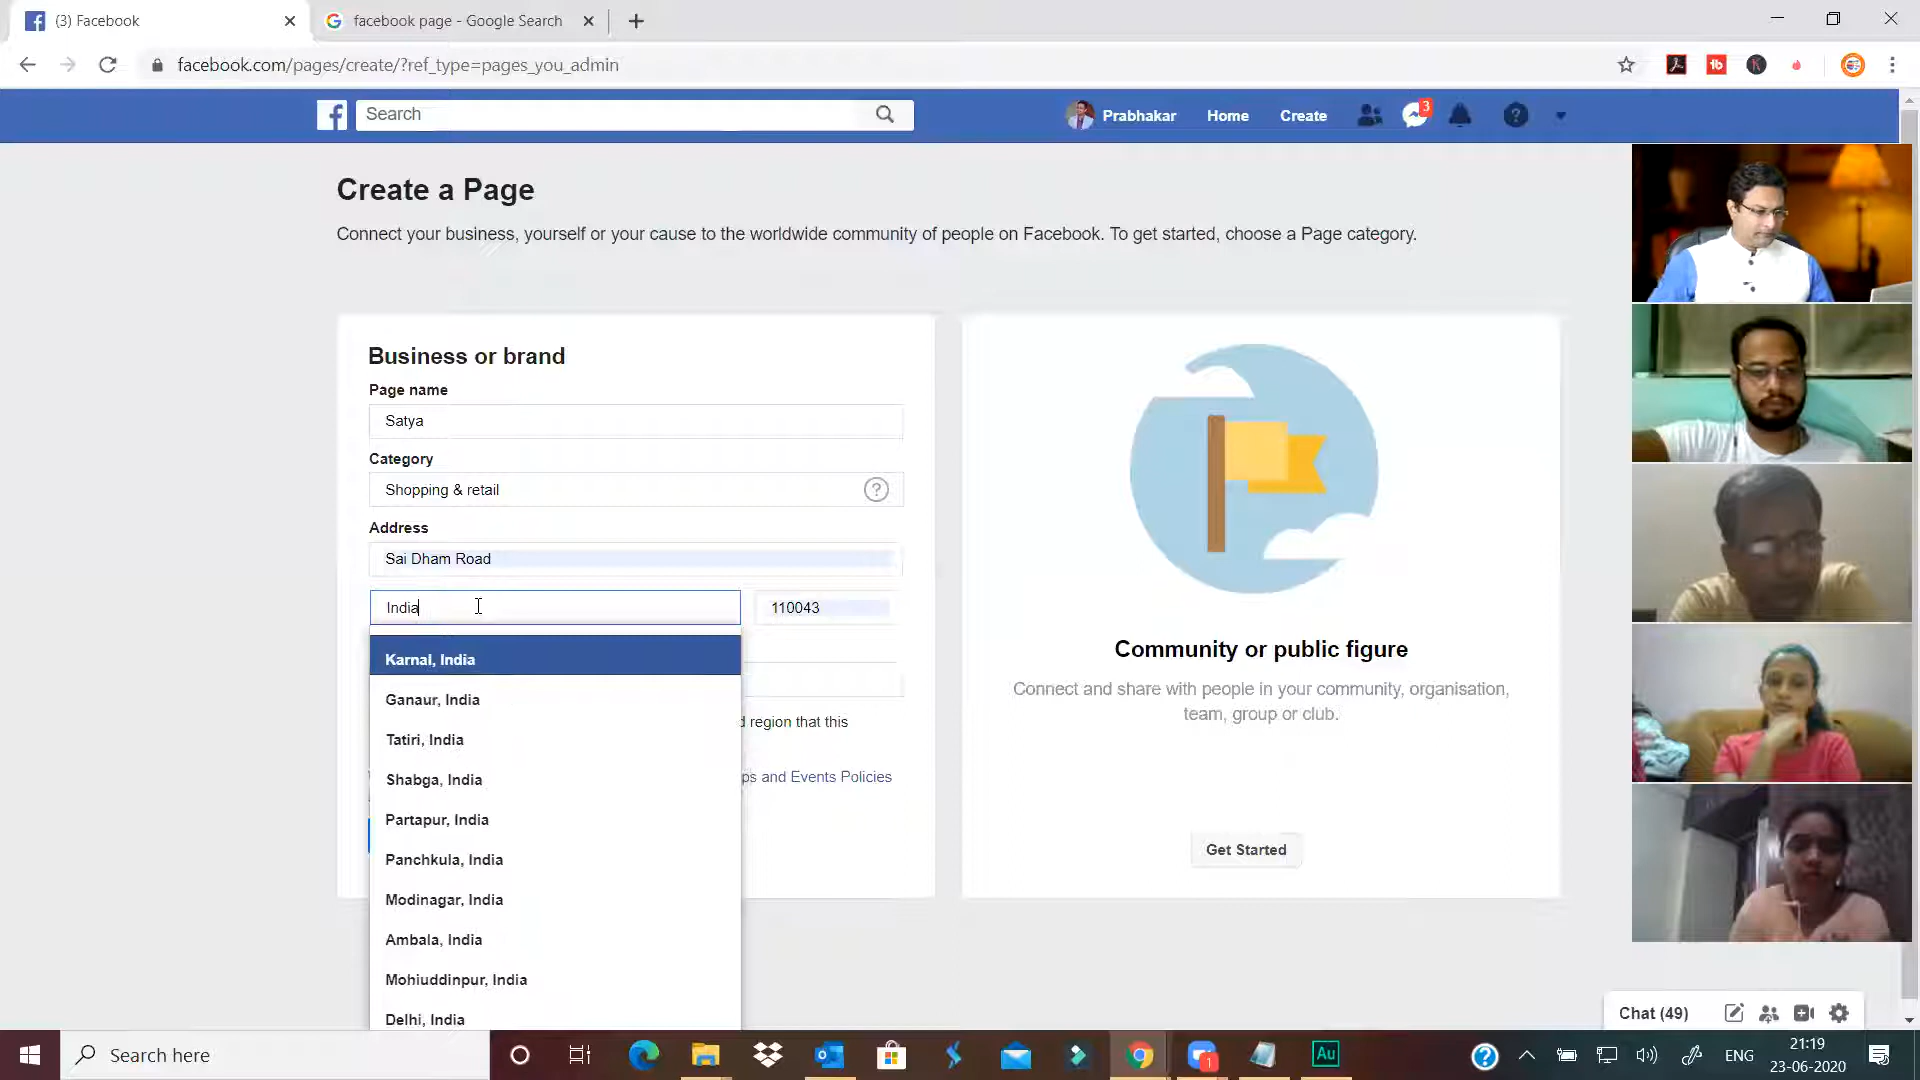 (3) Facebook
facebook page - Google Search
facebook.com/pages/create/?ref_type=pages_you_admin
Search
Prabhakar
Home
Create
3
Create a Page
Connect your business, yourself or your cause to the worldwide community of people on Facebook. To get started, choose a Page category.
Business or brand
Page name
Satya
Category
Shopping & retail
?
Address
Sai Dham Road
India
110043
Karnal, India
Ganaur, India
Tatiri, India
Shabga, India
Partapur, India
Panchkula, India
Modinagar, India
Ambala, India
Mohiuddinpur, India
Delhi, India
d region that this
ps and Events Policies
Community or public figure
Connect and share with people in your community, organisation,
team, group or club.
Get Started
Chat (49)
Search here
1
Au
ENG
21:19
23-06-2020